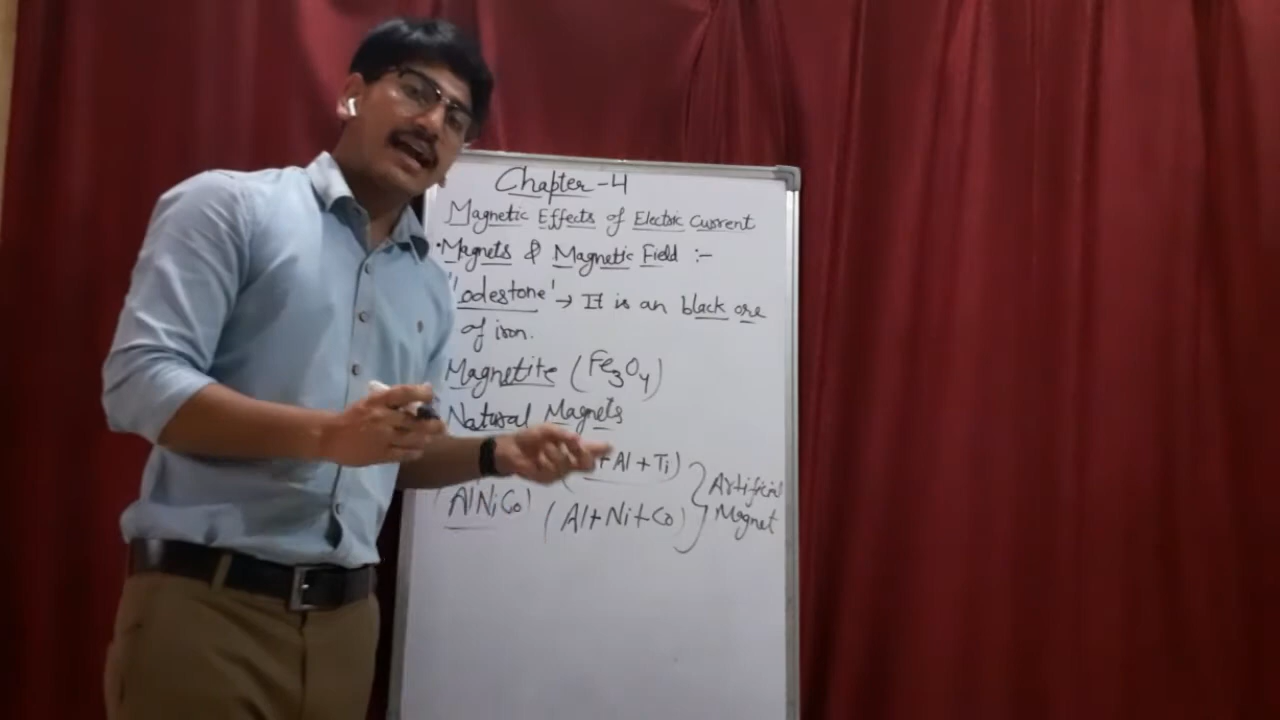 Chapter-4
Magnetic Effects of Electric Current
•Magnets & Magnetic Field :-
'Lodestone' → It is an black ore
of iron.
Magnetite (Fe3O4)
Natural Magnets
+Al+Ti) } Artificial
'AlNiCo' (Al+Ni+Co) Magnet